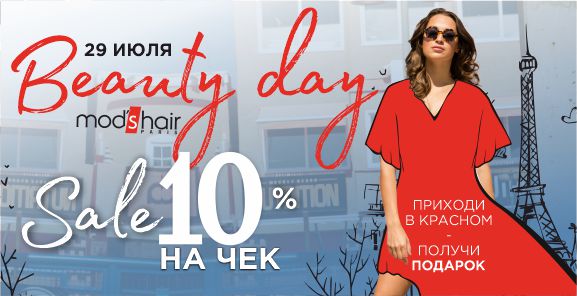 29 ИЮЛЯ
Beauty day
mod's hair
PARIS
Sale 10%
НА ЧЕК
ПРИХОДИ
В КРАСНОМ
-
ПОЛУЧИ
ПОДАРОК